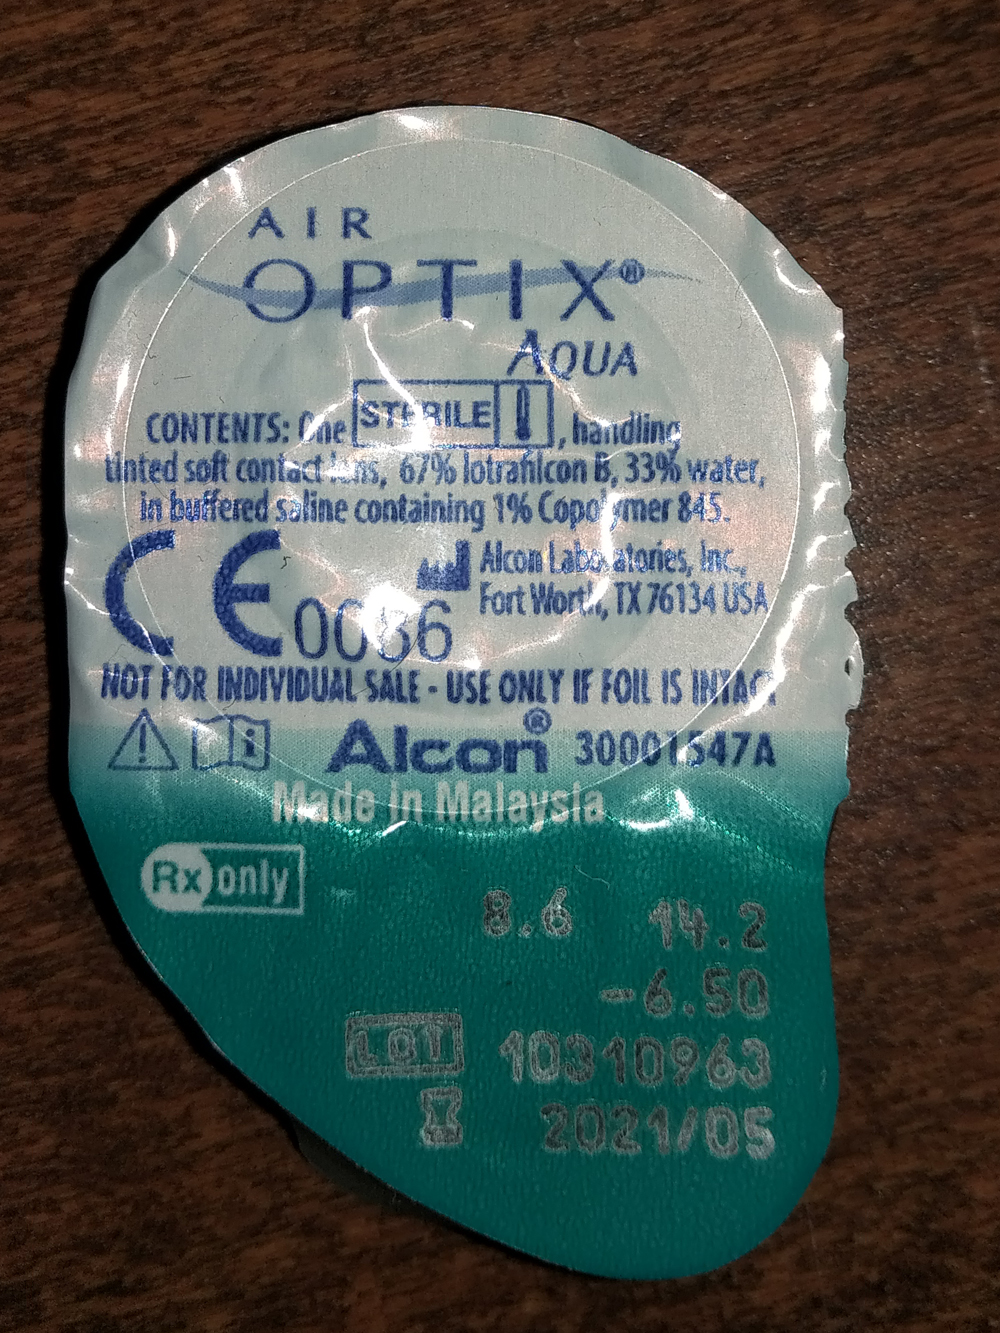 AIR
OPTIX®
AQUA
CONTENTS: One STERILE, handling
tinted soft contact lens, 67% lotrafilcon B, 33% water,
in buffered saline containing 1% Copolymer 845.
CE 0086
Alcon Laboratories, Inc.,
Fort Worth, TX 76134 USA
NOT FOR INDIVIDUAL SALE - USE ONLY IF FOIL IS INTACT
Alcon® 30001547A
Made in Malaysia
Rx only
8.6 14.2
-6.50
LOT 10310963
2021/05